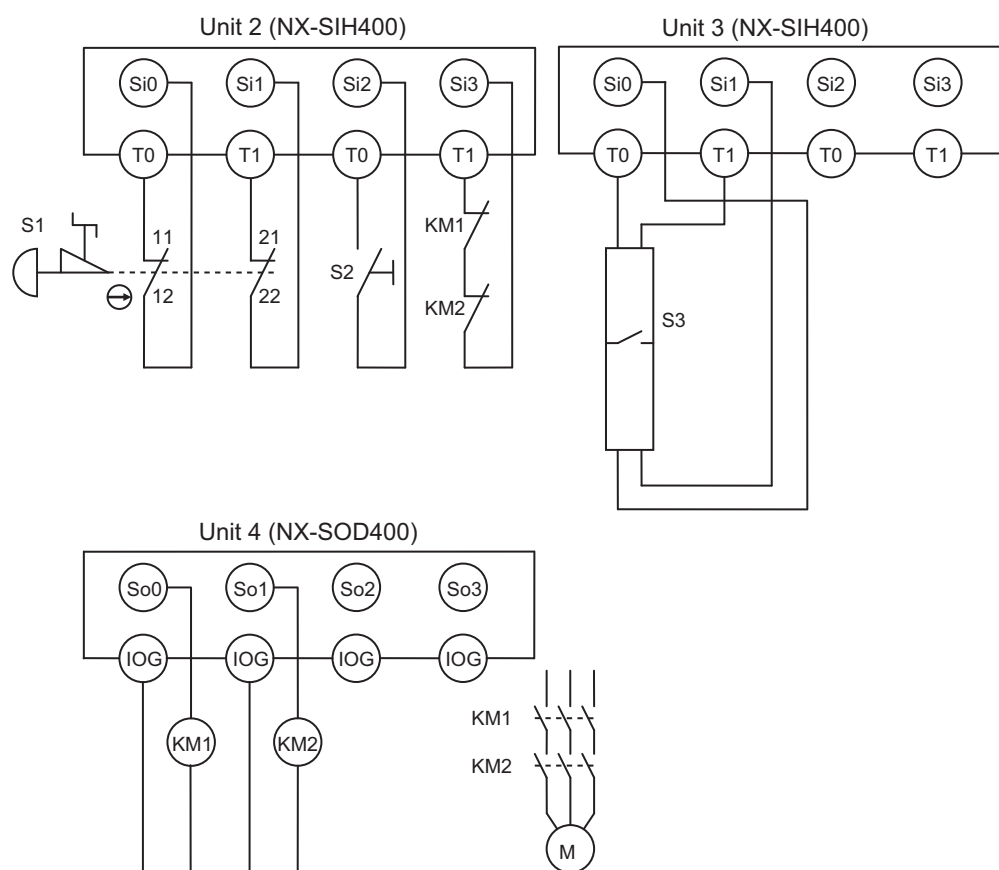 Unit 2 (NX-SIH400)
Unit 3 (NX-SIH400)
Si0 Si1 Si2 Si3
Si0 Si1 Si2 Si3
T0 T1 T0 T1
T0 T1 T0 T1
S1
11
12
21
22
S2
KM1
KM2
S3
Unit 4 (NX-SOD400)
So0 So1 So2 So3
IOG IOG IOG IOG
KM1 KM2
KM1
KM2
M